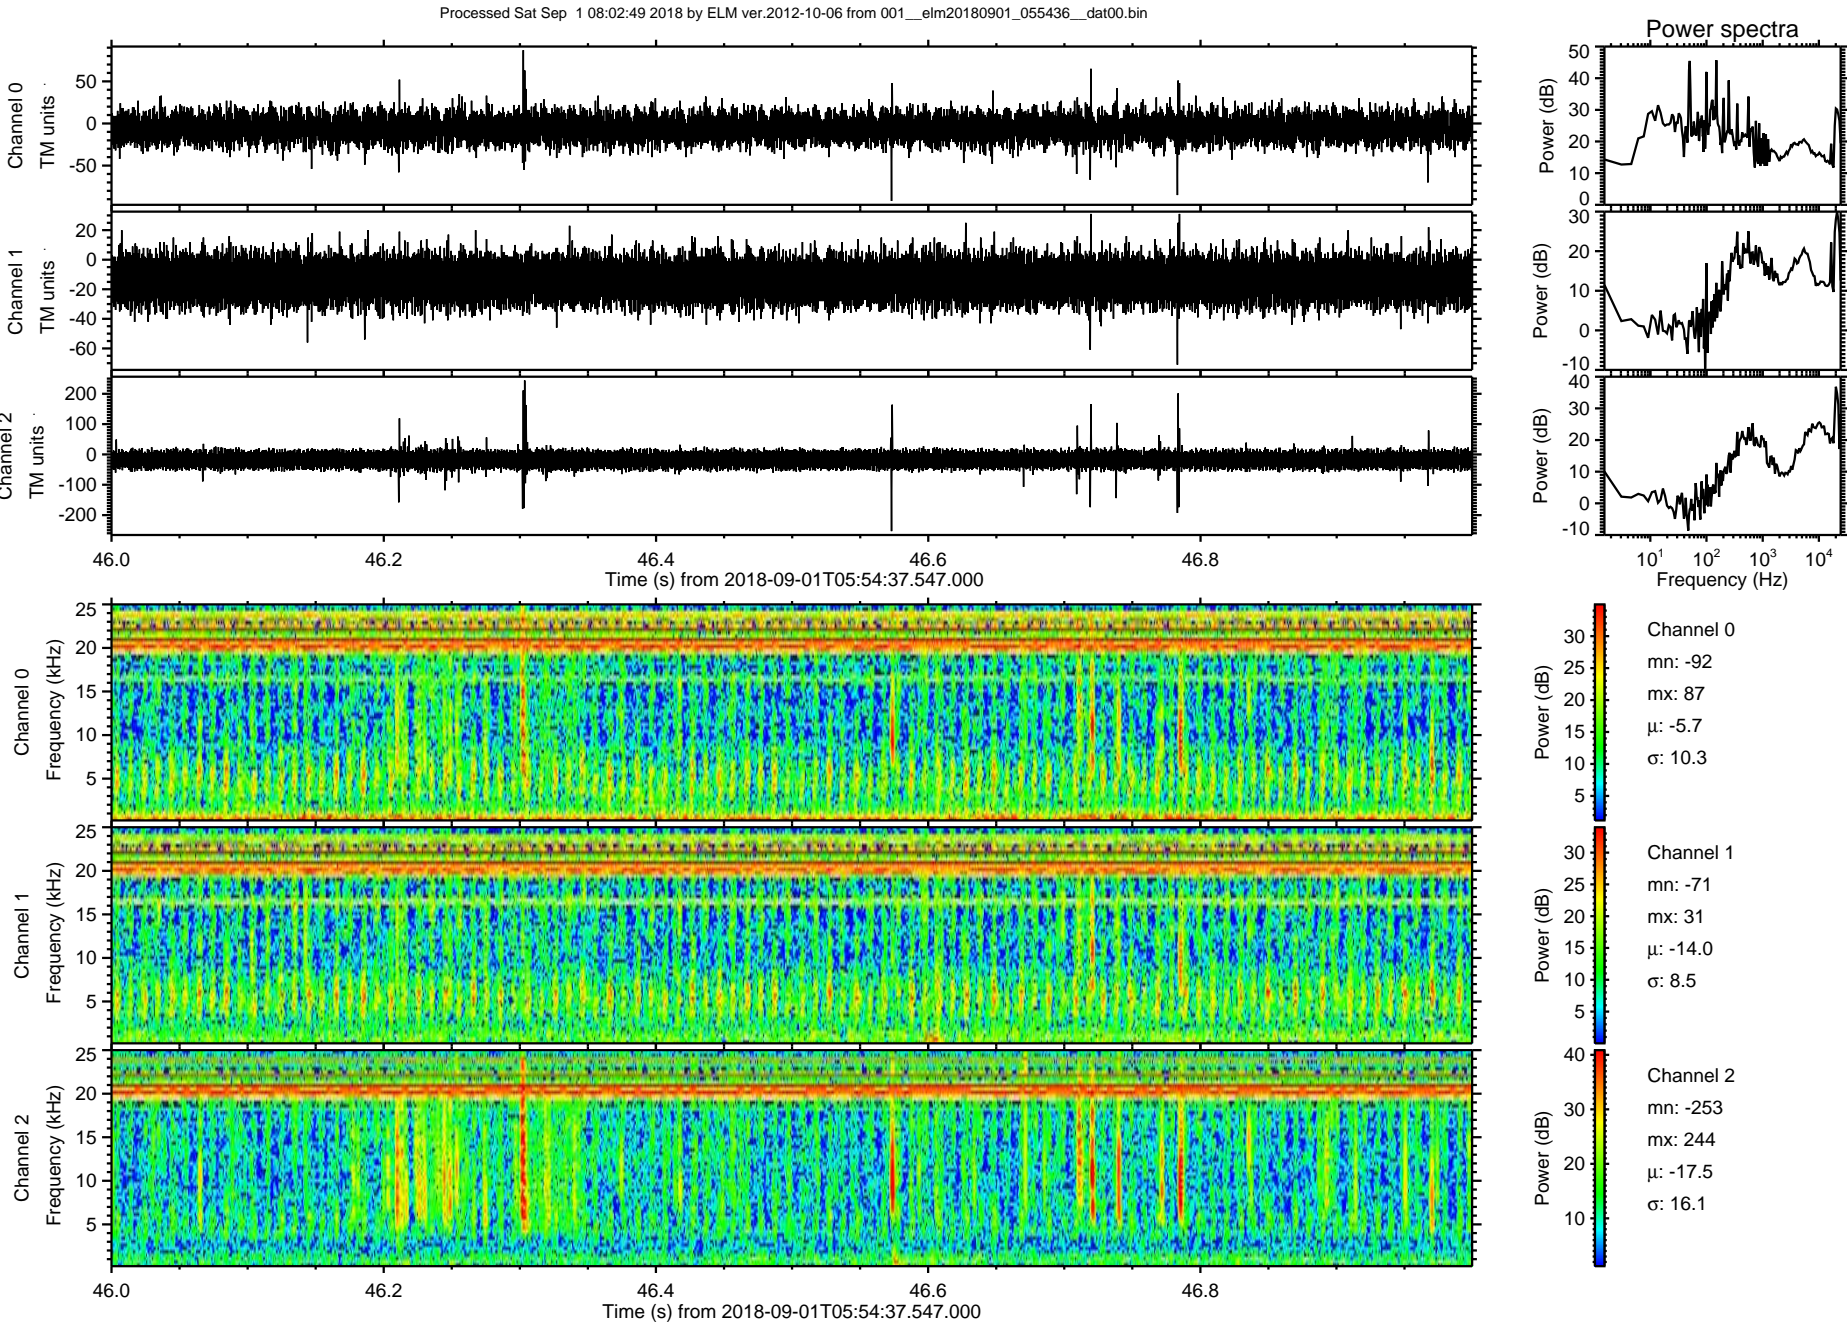 Processed Sat Sep  1 08:02:49 2018 by ELM ver.2012-10-06 from 001__elm20180901_055436__dat00.bin
Power spectra
Channel 0
TM units
50
0
-50
Power (dB)
50
40
30
20
10
0
Channel 1
TM units
20
0
-20
-40
-60
Power (dB)
30
20
10
0
-10
Channel 2
TM units
200
100
0
-100
-200
Power (dB)
40
30
20
10
0
-10
46.0 46.2 46.4 46.6 46.8
Time (s) from 2018-09-01T05:54:37.547.000
10^1 10^2 10^3 10^4
Frequency (Hz)
Channel 0
Frequency (kHz)
25
20
15
10
5
Power (dB)
30
25
20
15
10
5
Channel 0
mn: -92
mx: 87
μ: -5.7
σ: 10.3
Channel 1
Frequency (kHz)
25
20
15
10
5
Power (dB)
30
25
20
15
10
5
Channel 1
mn: -71
mx: 31
μ: -14.0
σ: 8.5
Channel 2
Frequency (kHz)
25
20
15
10
5
Power (dB)
40
30
20
10
Channel 2
mn: -253
mx: 244
μ: -17.5
σ: 16.1
46.0 46.2 46.4 46.6 46.8
Time (s) from 2018-09-01T05:54:37.547.000